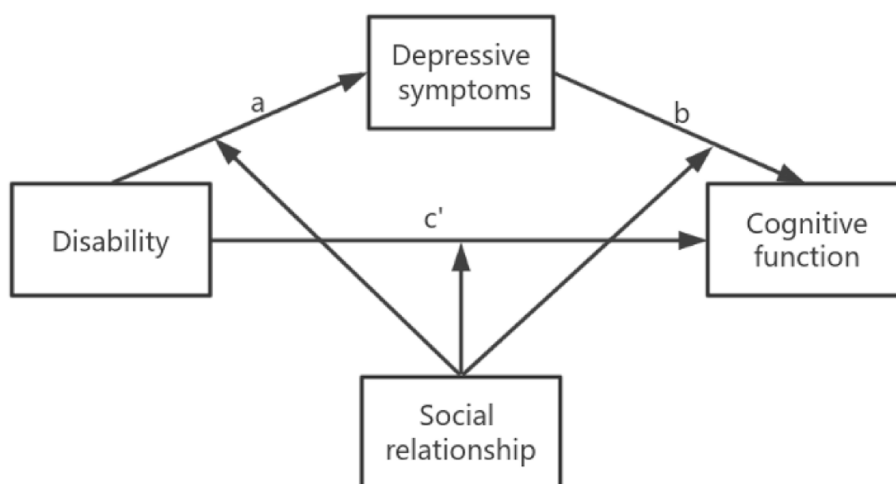 Depressive
symptoms
a
b
Disability
c'
Cognitive
function
Social
relationship